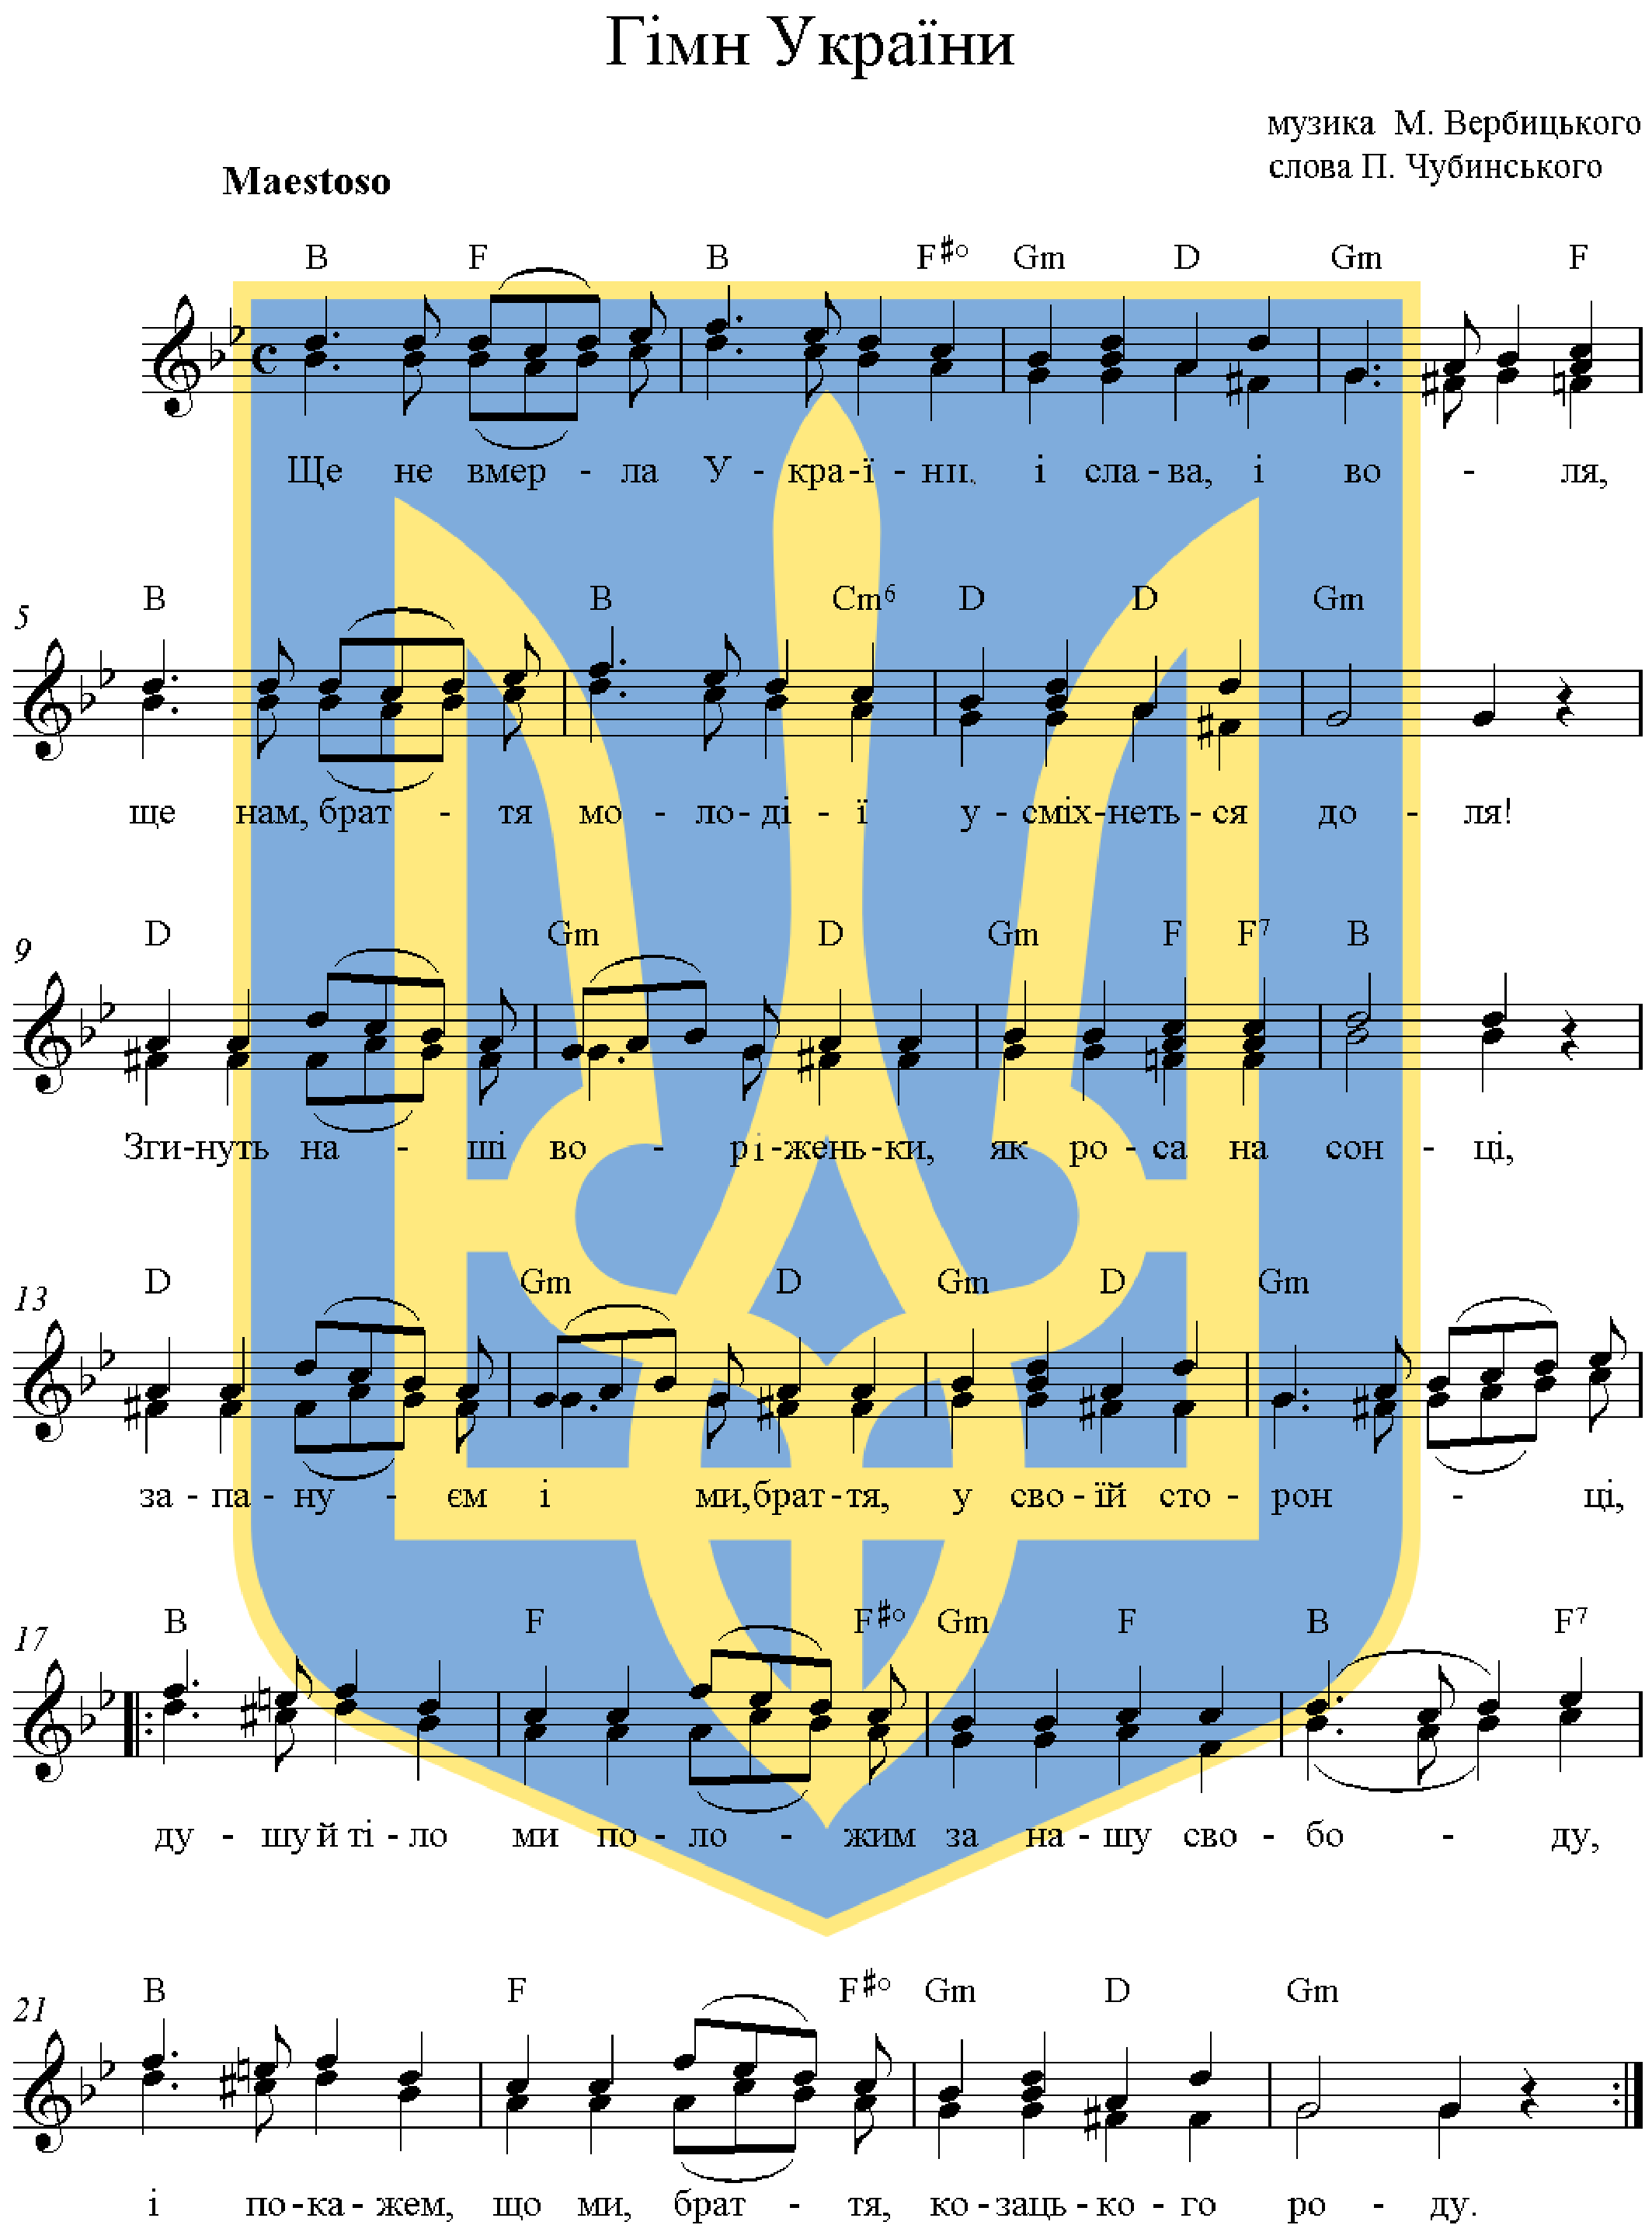 Гімн України
музика М. Вербицького
слова П. Чубинського
Maestoso
B F B F#° Gm D Gm F
Ще не вмер - ла У - кра-ї - ни, і сла-ва, і во - ля,
5 B B Cm6 D D Gm
ще нам, брат - тя мо - ло-ді - ї у - сміх-неть-ся до - ля!
9 D Gm D Gm F F7 B
Зги-нуть на - ші во - рі-жень-ки, як ро - са на сон - ці,
13 D Gm D Gm D Gm
за - па - ну - єм і ми, брат-тя, у сво - їй сто - рон - ці,
17 B F F#° Gm F B F7
ду - шу й ті - ло ми по - ло - жим за на - шу сво - бо - ду,
21 B F F#° Gm D Gm
і по-ка - жем, що ми, брат - тя, ко - заць - ко - го ро - ду.